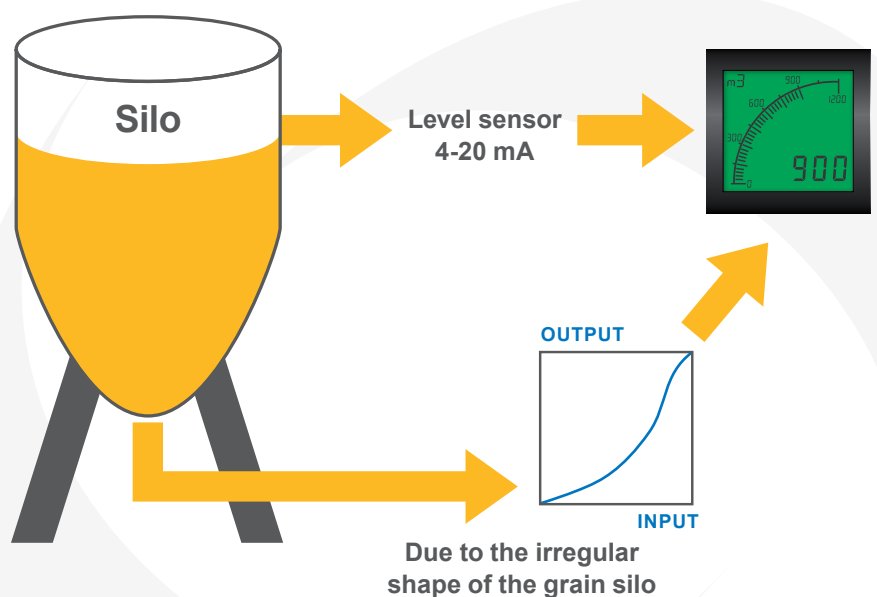 Silo
Level sensor
4-20 mA
m3
0
300
600
900
1200
900
OUTPUT
INPUT
Due to the irregular
shape of the grain silo